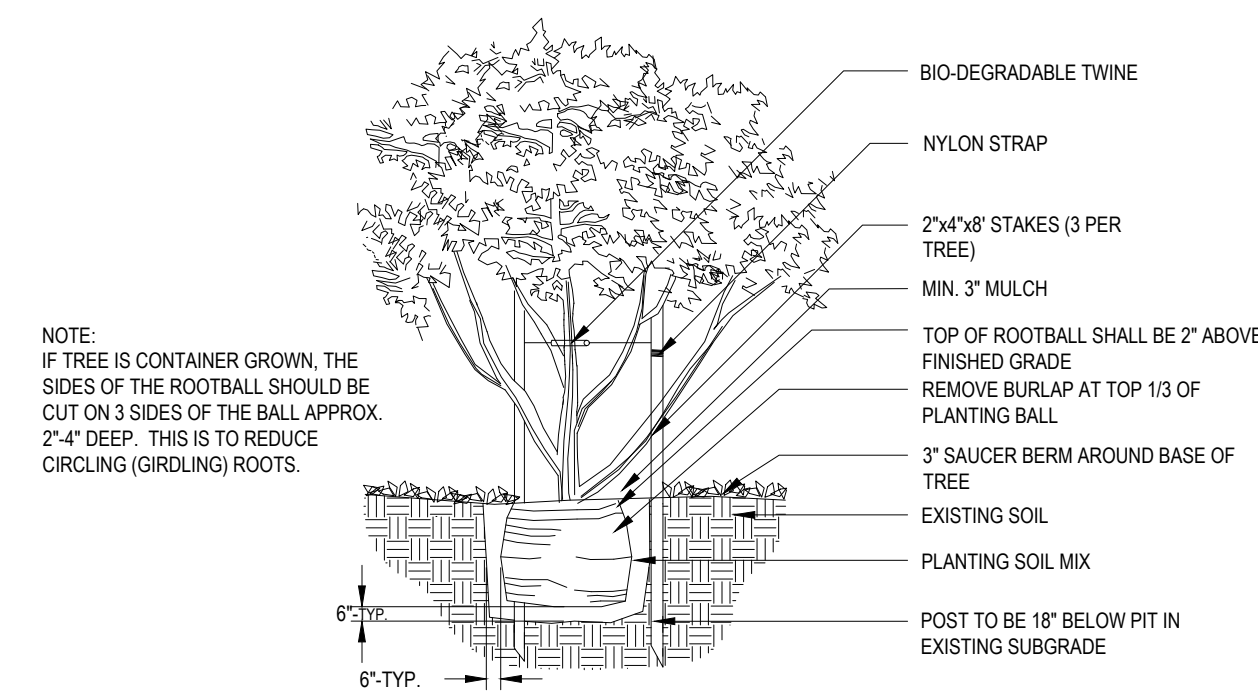 BIO-DEGRADABLE TWINE
NYLON STRAP
2"x4"x8' STAKES (3 PER
TREE)
MIN. 3" MULCH
TOP OF ROOTBALL SHALL BE 2" ABOVE
FINISHED GRADE
REMOVE BURLAP AT TOP 1/3 OF
PLANTING BALL
3" SAUCER BERM AROUND BASE OF
TREE
EXISTING SOIL
PLANTING SOIL MIX
POST TO BE 18" BELOW PIT IN
EXISTING SUBGRADE
NOTE:
IF TREE IS CONTAINER GROWN, THE
SIDES OF THE ROOTBALL SHOULD BE
CUT ON 3 SIDES OF THE BALL APPROX.
2"-4" DEEP. THIS IS TO REDUCE
CIRCLING (GIRDLING) ROOTS.
6"-TYP.
6"-TYP.